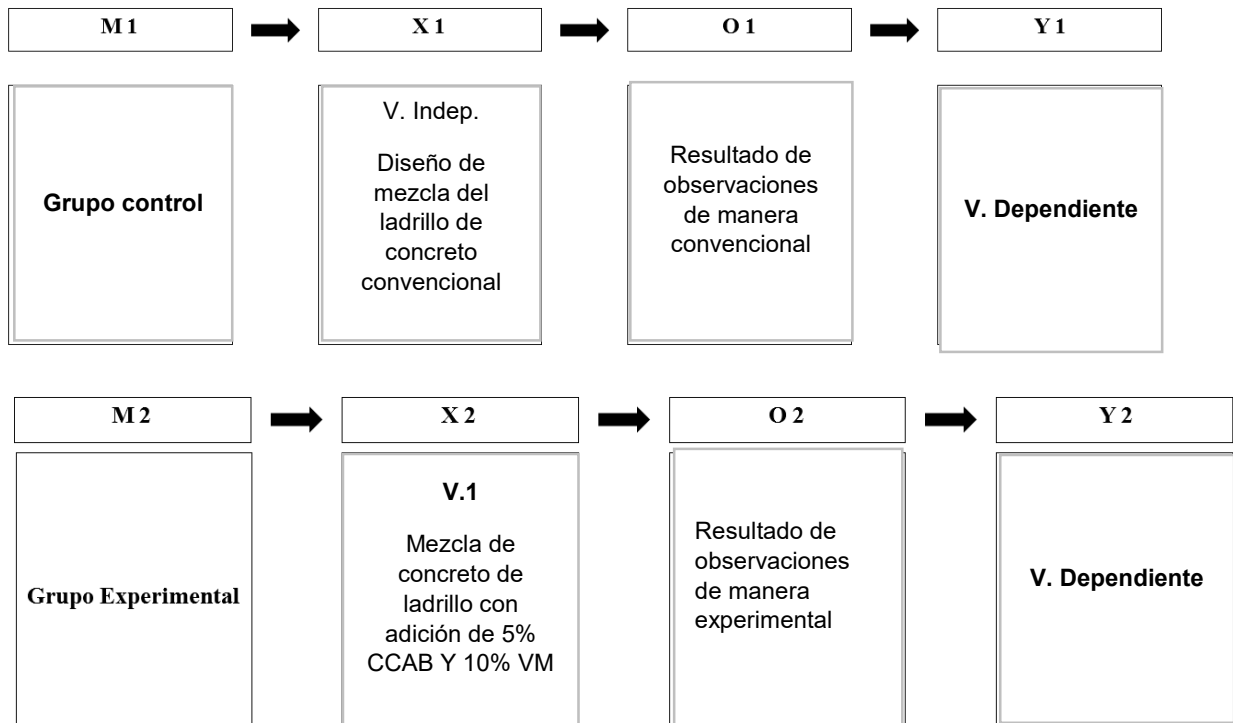 M 1
X 1
O 1
Y 1
Grupo control
V. Indep.
Diseño de
mezcla del
ladrillo de
concreto
convencional
Resultado de
observaciones
de manera
convencional
V. Dependiente
M 2
X 2
O 2
Y 2
Grupo Experimental
V.1
Mezcla de
concreto de
ladrillo con
adición de 5%
CCAB Y 10% VM
Resultado de
observaciones
de manera
experimental
V. Dependiente